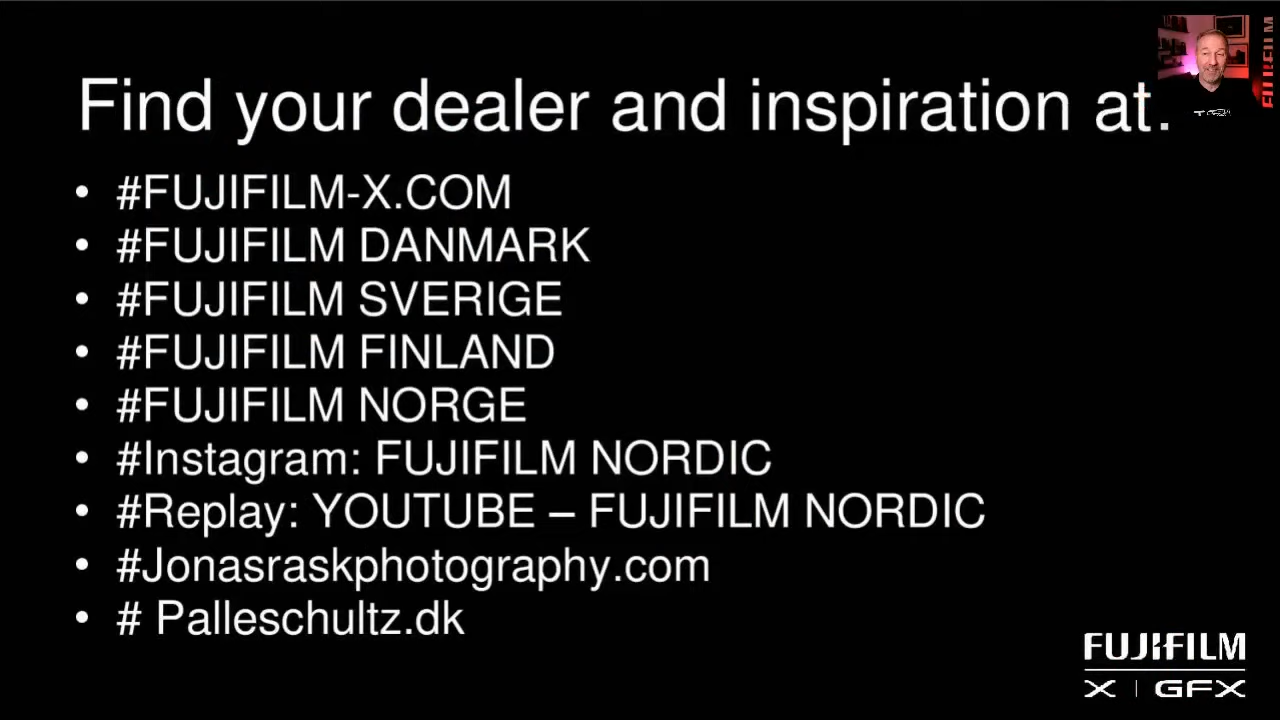 Find your dealer and inspiration at.
• #FUJIFILM-X.COM
• #FUJIFILM DANMARK
• #FUJIFILM SVERIGE
• #FUJIFILM FINLAND
• #FUJIFILM NORGE
• #Instagram: FUJIFILM NORDIC
• #Replay: YOUTUBE – FUJIFILM NORDIC
• #Jonasraskphotography.com
• # Palleschultz.dk
FUJIFILM
X | GFX
FUJIFILM